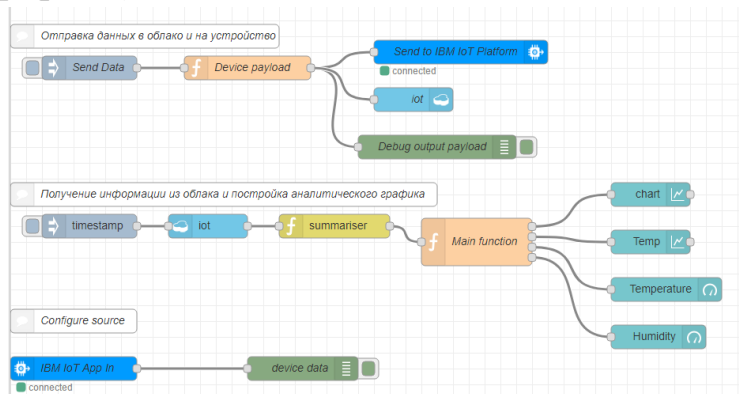 Отправка данных в облако и на устройство
Send Data
Device payload
Send to IBM IoT Platform
connected
iot
Debug output payload
Получение информации из облака и постройка аналитического графика
timestamp
iot
summariser
Main function
chart
Temp
Temperature
Humidity
Configure source
IBM IoT App In
connected
device data